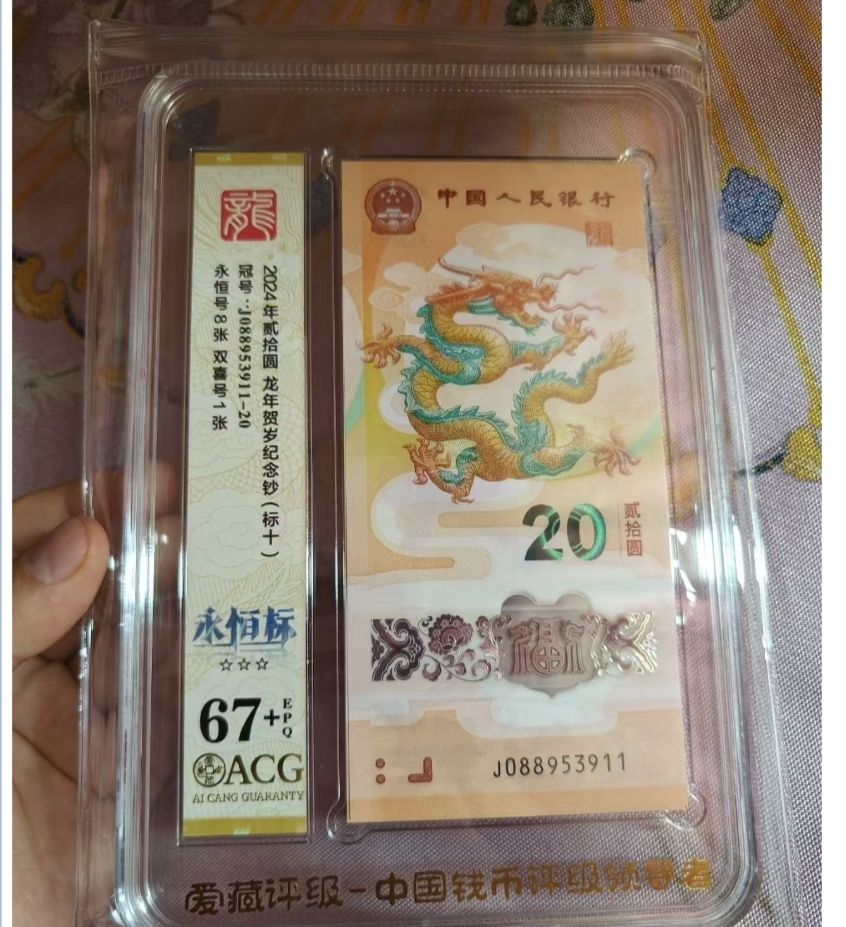 龍
2024年贰拾圆 龙年贺岁纪念钞(标十)
冠号:J088953911-20
永恒号8张 双喜号1张
永恒标
☆☆☆
67+
EPQ
ACG
AI CANG GUARANTY
中国人民银行
龍
20
贰拾圆
福
J088953911
爱藏评级-中国钱币评级领导者